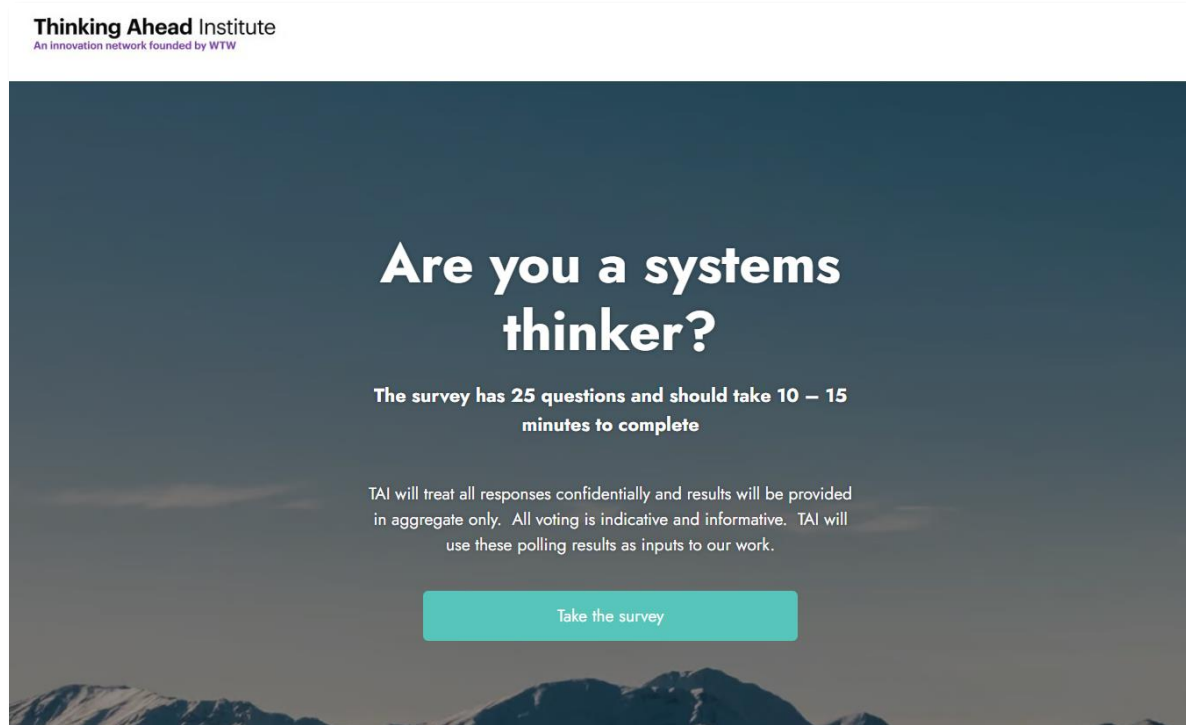 Thinking Ahead Institute
An innovation network founded by WTW
Are you a systems
thinker?
The survey has 25 questions and should take 10 – 15
minutes to complete
TAI will treat all responses confidentially and results will be provided
in aggregate only.  All voting is indicative and informative.  TAI will
use these polling results as inputs to our work.
Take the survey